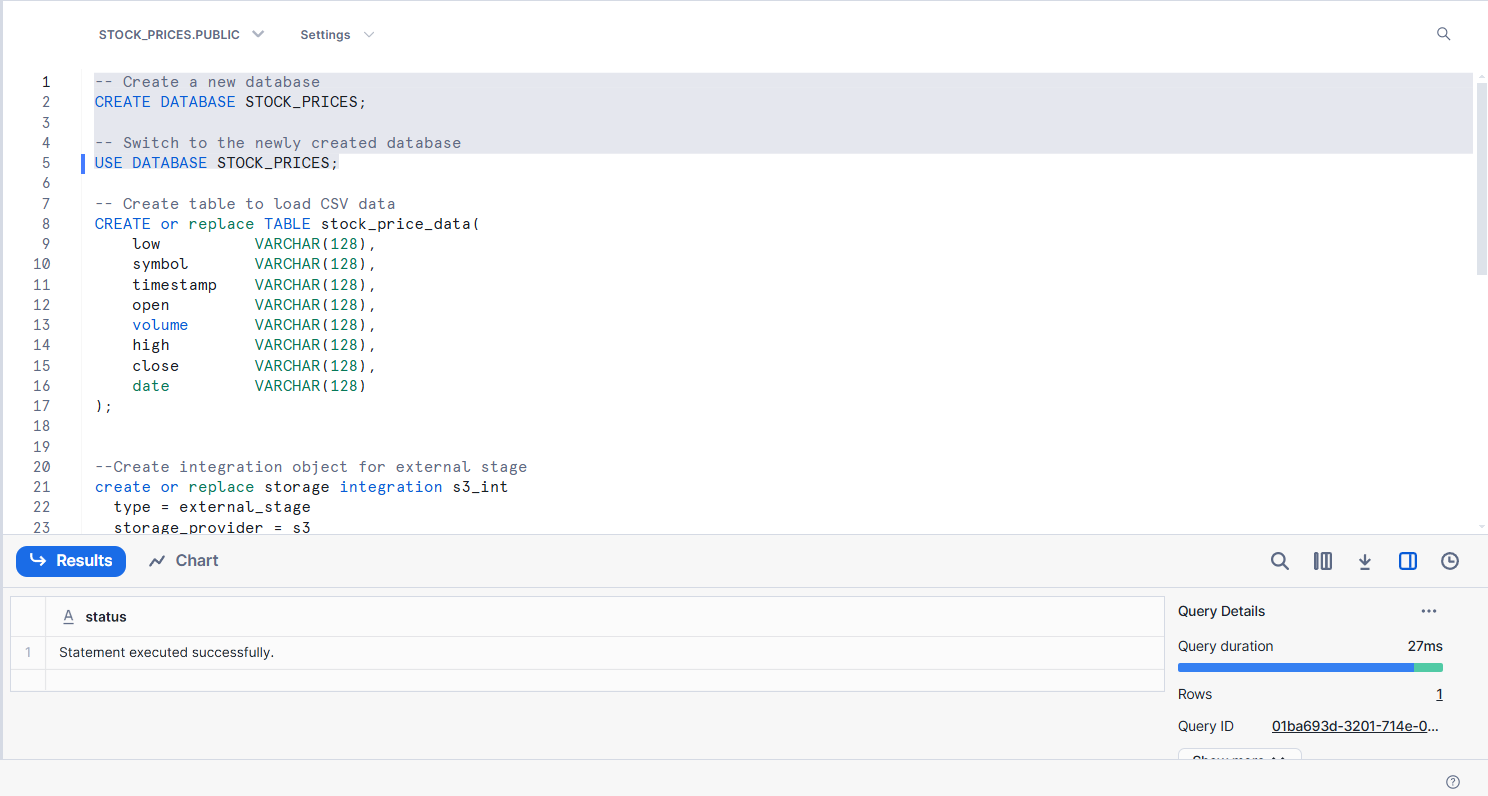 STOCK_PRICES.PUBLIC Settings
1 -- Create a new database
2 CREATE DATABASE STOCK_PRICES;
3
4 -- Switch to the newly created database
5 USE DATABASE STOCK_PRICES;
6
7 -- Create table to load CSV data
8 CREATE or replace TABLE stock_price_data(
9 low VARCHAR(128),
10 symbol VARCHAR(128),
11 timestamp VARCHAR(128),
12 open VARCHAR(128),
13 volume VARCHAR(128),
14 high VARCHAR(128),
15 close VARCHAR(128),
16 date VARCHAR(128)
17 );
18
19
20 --Create integration object for external stage
21 create or replace storage integration s3_int
22 type = external_stage
23 storage_provider = s3
Results Chart
A status
1 Statement executed successfully.
Query Details ...
Query duration 27ms
Rows 1
Query ID 01ba693d-3201-714e-0...
Show more